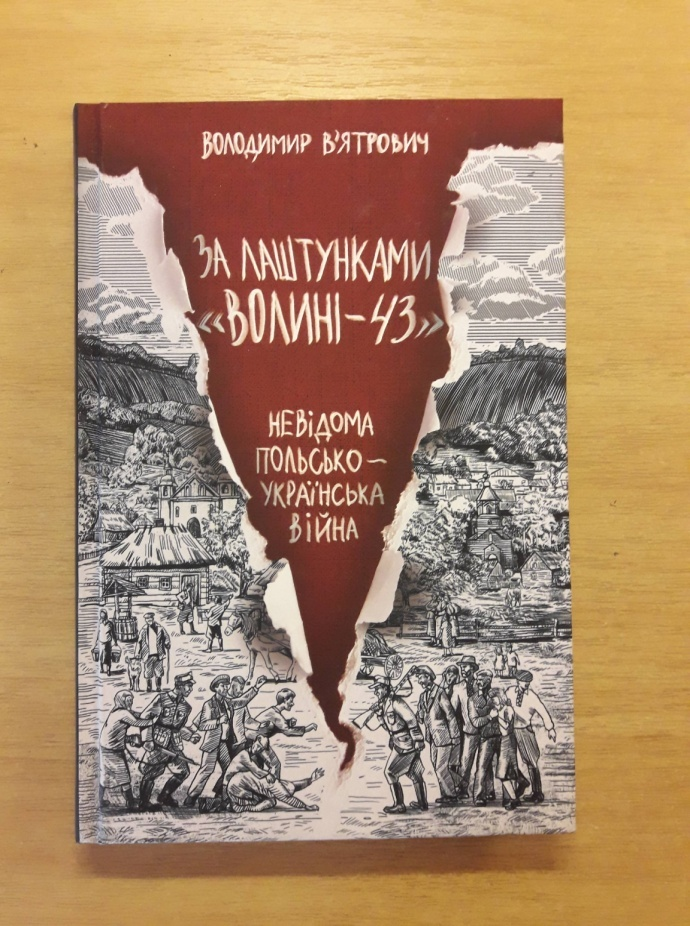 ВОЛОДИМИР В'ЯТРОВИЧ
ЗА ЛАШТУНКАМИ
«ВОЛИНІ-43»
НЕВІДОМА
ПОЛЬСЬКО-
УКРАЇНСЬКА
ВІЙНА